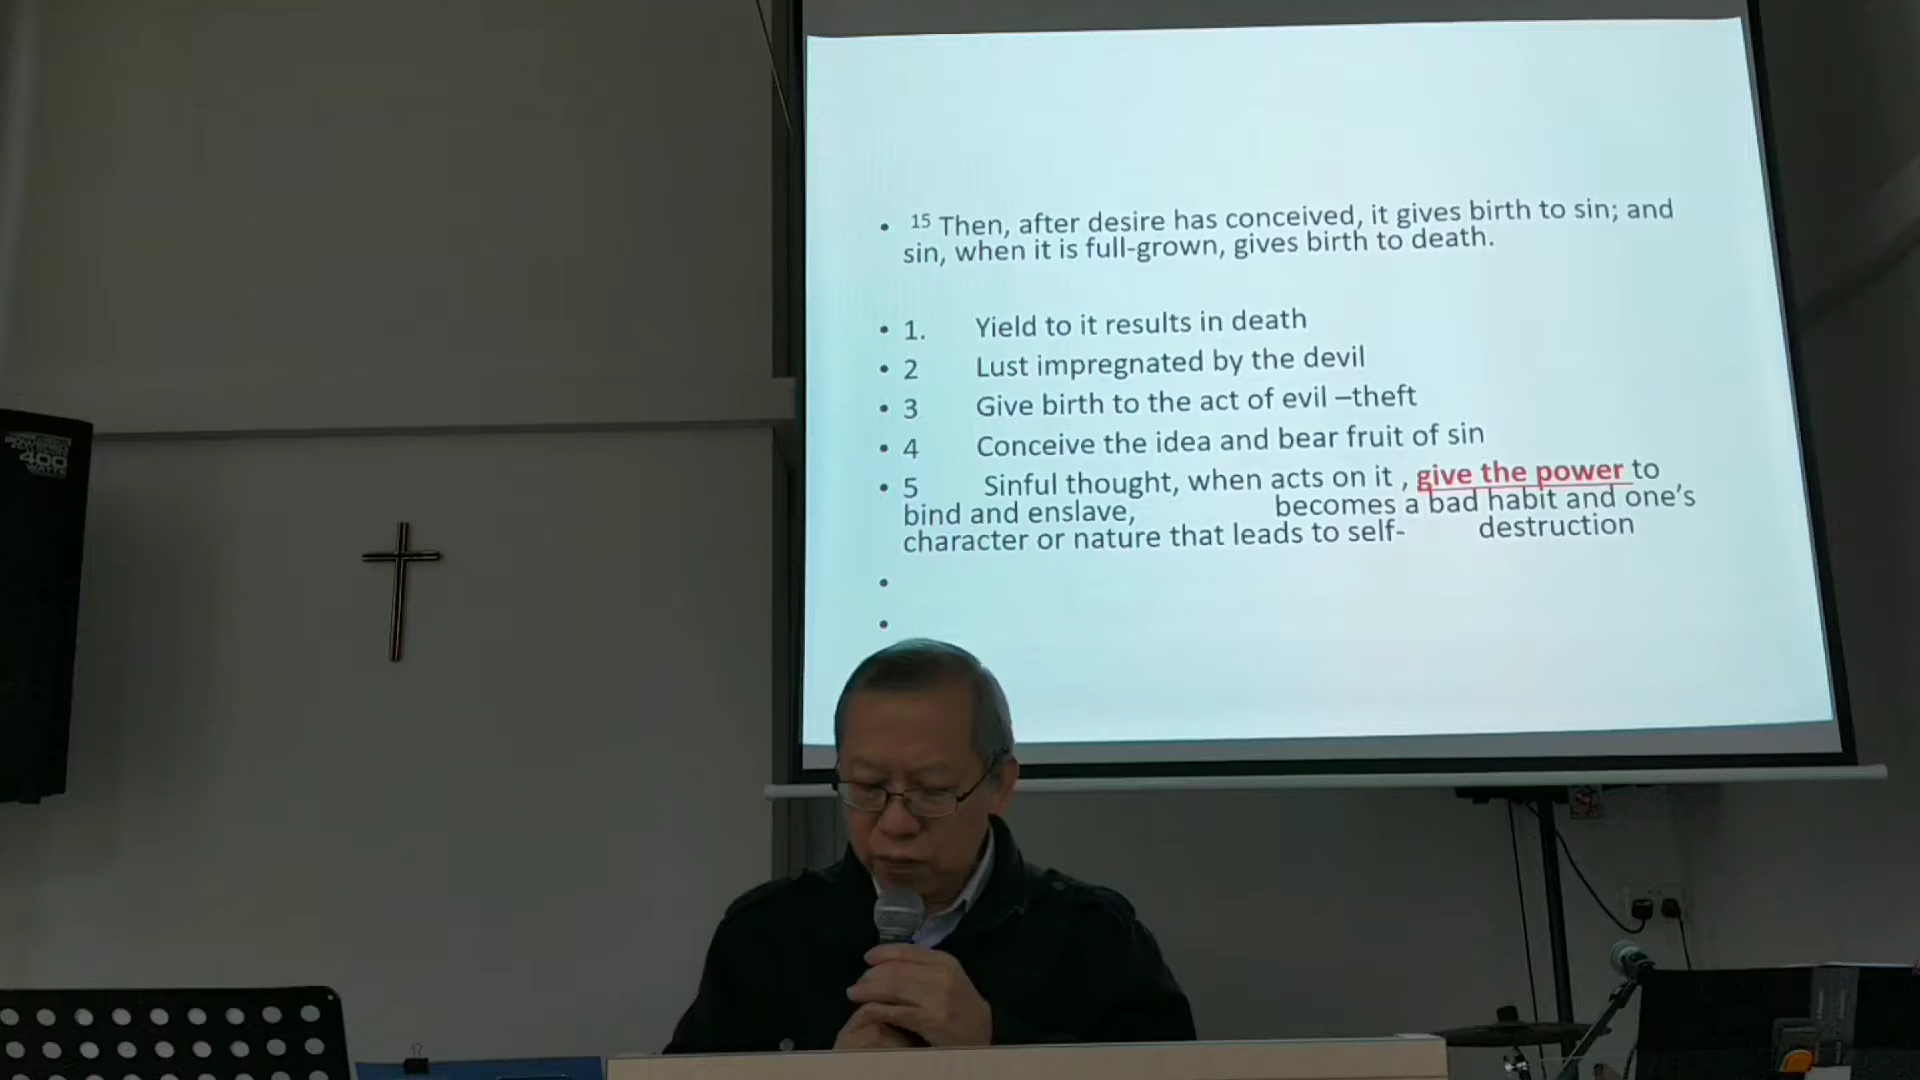 15 Then, after desire has conceived, it gives birth to sin; and
sin, when it is full-grown, gives birth to death.
1. Yield to it results in death
2 Lust impregnated by the devil
3 Give birth to the act of evil –theft
4 Conceive the idea and bear fruit of sin
5 Sinful thought, when acts on it , give the power to
bind and enslave, becomes a bad habit and one’s
character or nature that leads to self- destruction
400
WATTS